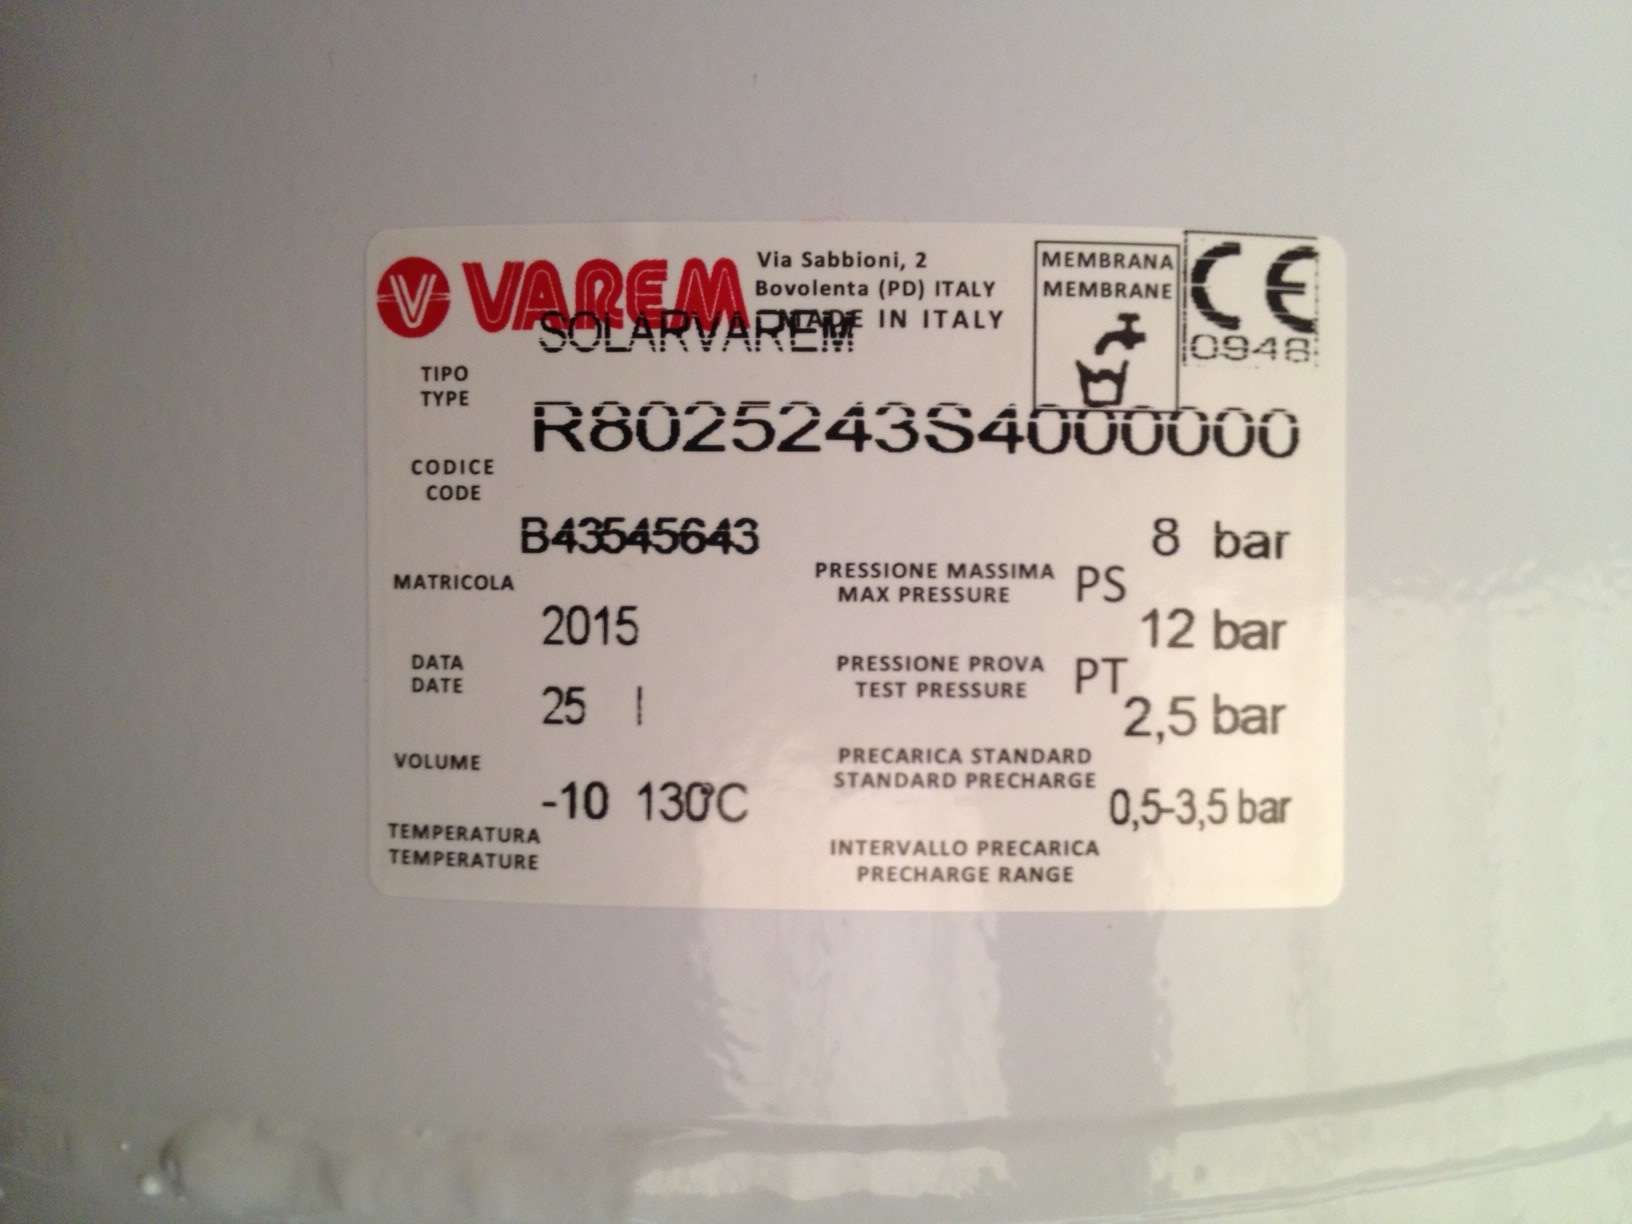 V VAREM
Via Sabbioni, 2
Bovolenta (PD) ITALY
MADE IN ITALY
MEMBRANA
MEMBRANE
CE
0948
SOLARVAREM
TIPO
TYPE
R8025243S4000000
CODICE
CODE
B43545643
MATRICOLA
2015
DATA
DATE
25 l
VOLUME
-10 130°C
TEMPERATURA
TEMPERATURE
8 bar
PRESSIONE MASSIMA
MAX PRESSURE
PS
12 bar
PRESSIONE PROVA
TEST PRESSURE
PT
2,5 bar
PRECARICA STANDARD
STANDARD PRECHARGE
0,5-3,5 bar
INTERVALLO PRECARICA
PRECHARGE RANGE